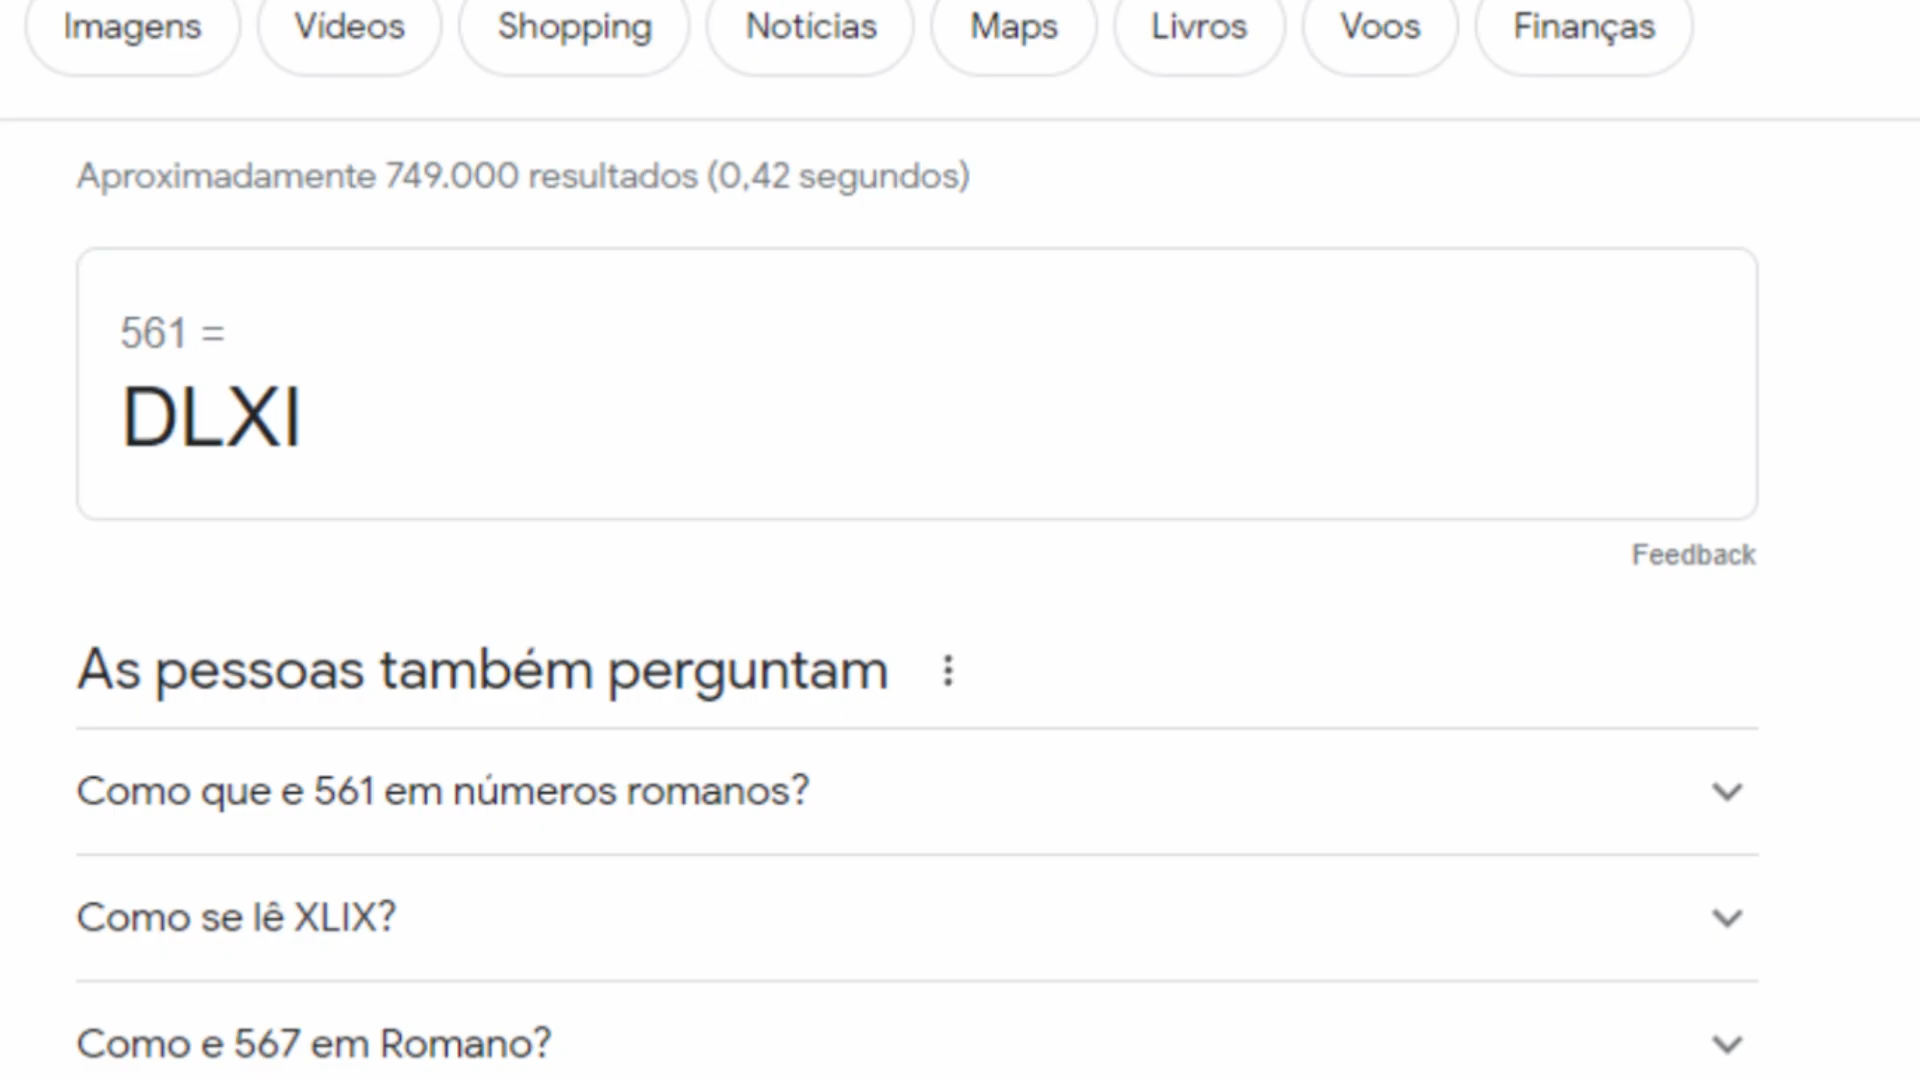 Imagens Vídeos Shopping Notícias Maps Livros Voos Finanças
Aproximadamente 749.000 resultados (0,42 segundos)
561 =
DLXI
Feedback
As pessoas também perguntam
Como que e 561 em números romanos?
Como se lê XLIX?
Como e 567 em Romano?